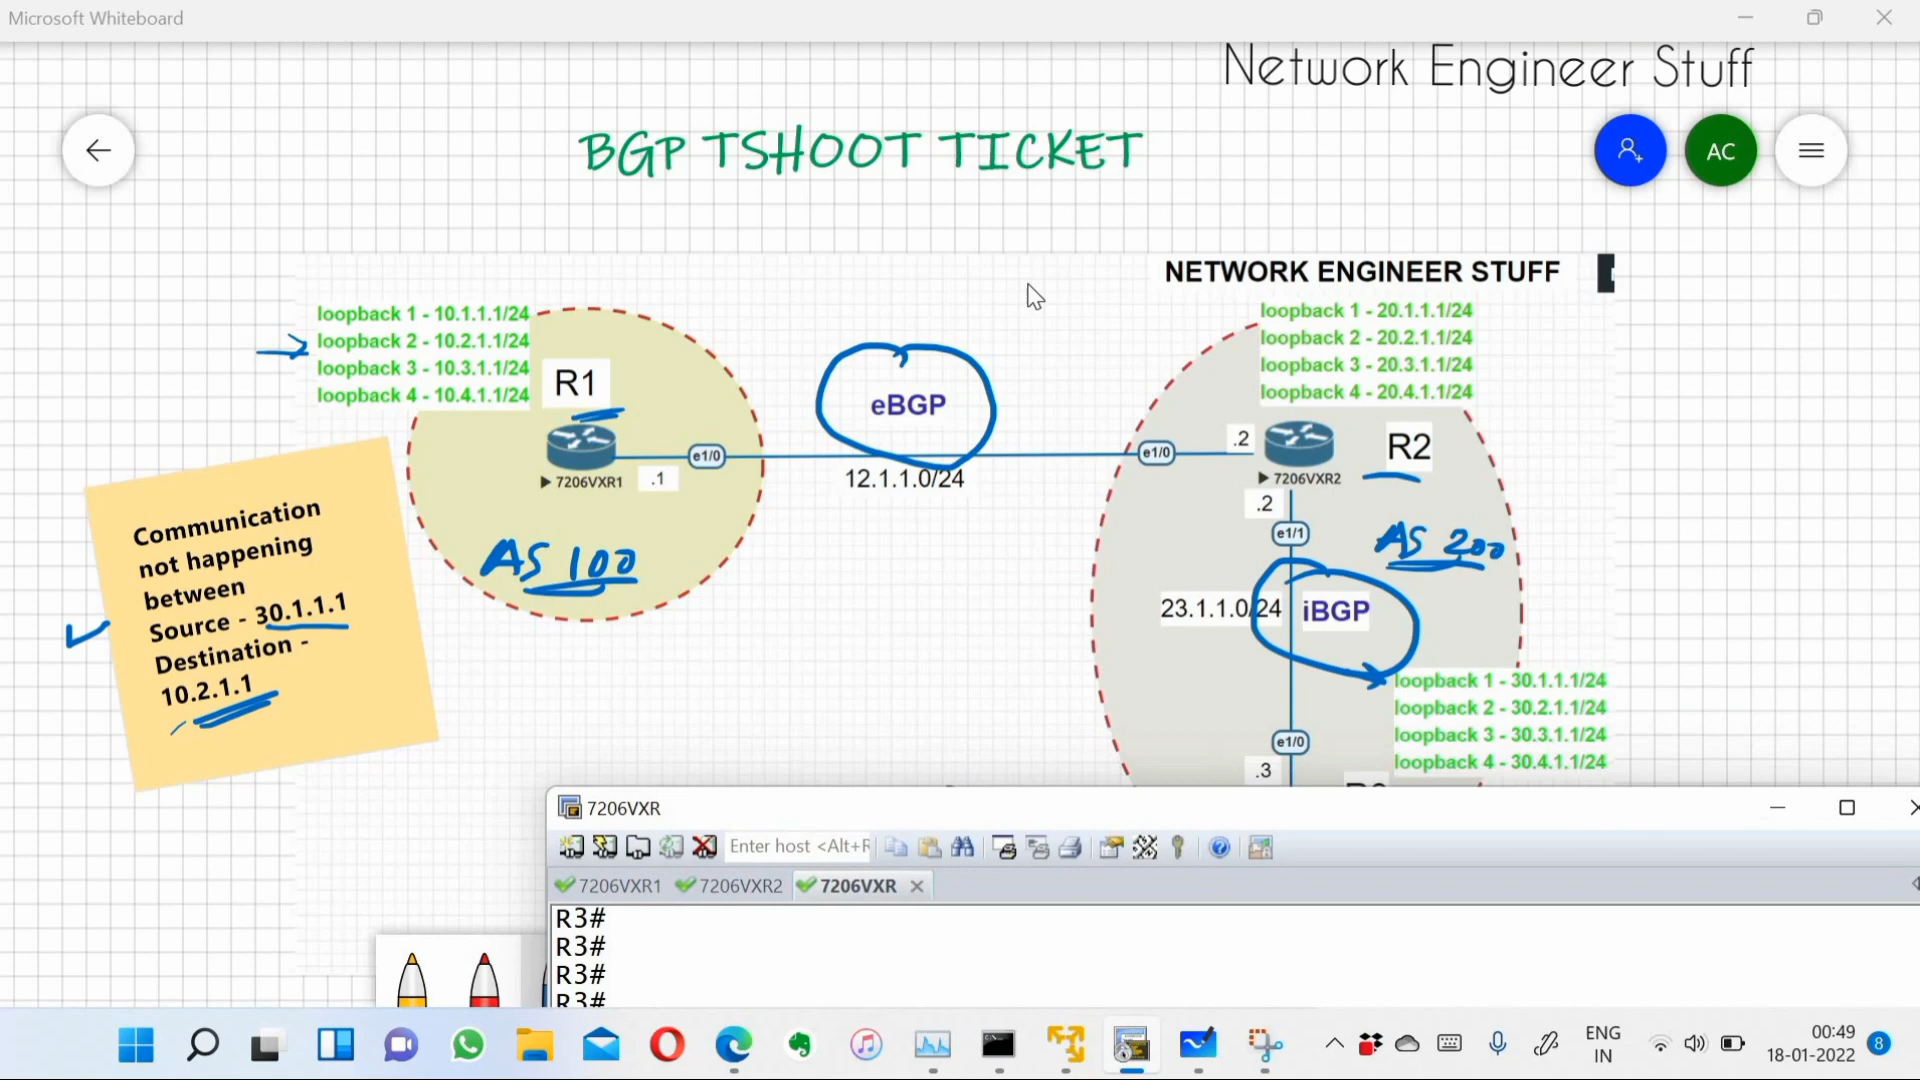 Microsoft Whiteboard
Network Engineer Stuff
BGP TSHOOT TICKET
AC
NETWORK ENGINEER STUFF
loopback 1 - 10.1.1.1/24
loopback 2 - 10.2.1.1/24
loopback 3 - 10.3.1.1/24
loopback 4 - 10.4.1.1/24
R1
7206VXR1
.1
e1/0
AS 100
eBGP
12.1.1.0/24
loopback 1 - 20.1.1.1/24
loopback 2 - 20.2.1.1/24
loopback 3 - 20.3.1.1/24
loopback 4 - 20.4.1.1/24
e1/0
.2
R2
7206VXR2
.2
e1/1
AS 200
23.1.1.0/24
iBGP
loopback 1 - 30.1.1.1/24
loopback 2 - 30.2.1.1/24
loopback 3 - 30.3.1.1/24
loopback 4 - 30.4.1.1/24
e1/0
.3
Communication
not happening
between
Source - 30.1.1.1
Destination -
10.2.1.1
7206VXR
Enter host <Alt+R
7206VXR1
7206VXR2
7206VXR
R3#
R3#
R3#
R3#
ENG
IN
00:49
18-01-2022
8